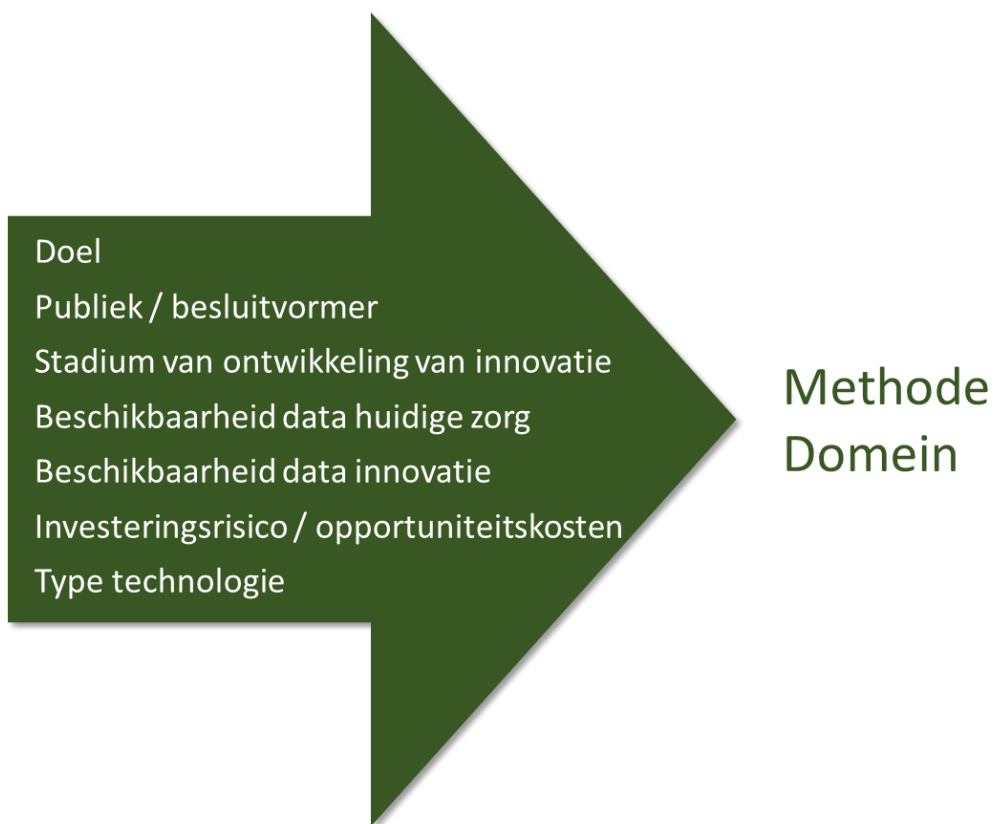 Doel
Publiek / besluitvormer
Stadium van ontwikkeling van innovatie
Beschikbaarheid data huidige zorg
Beschikbaarheid data innovatie
Investeringsrisico / opportuniteitskosten
Type technologie
Methode
Domein